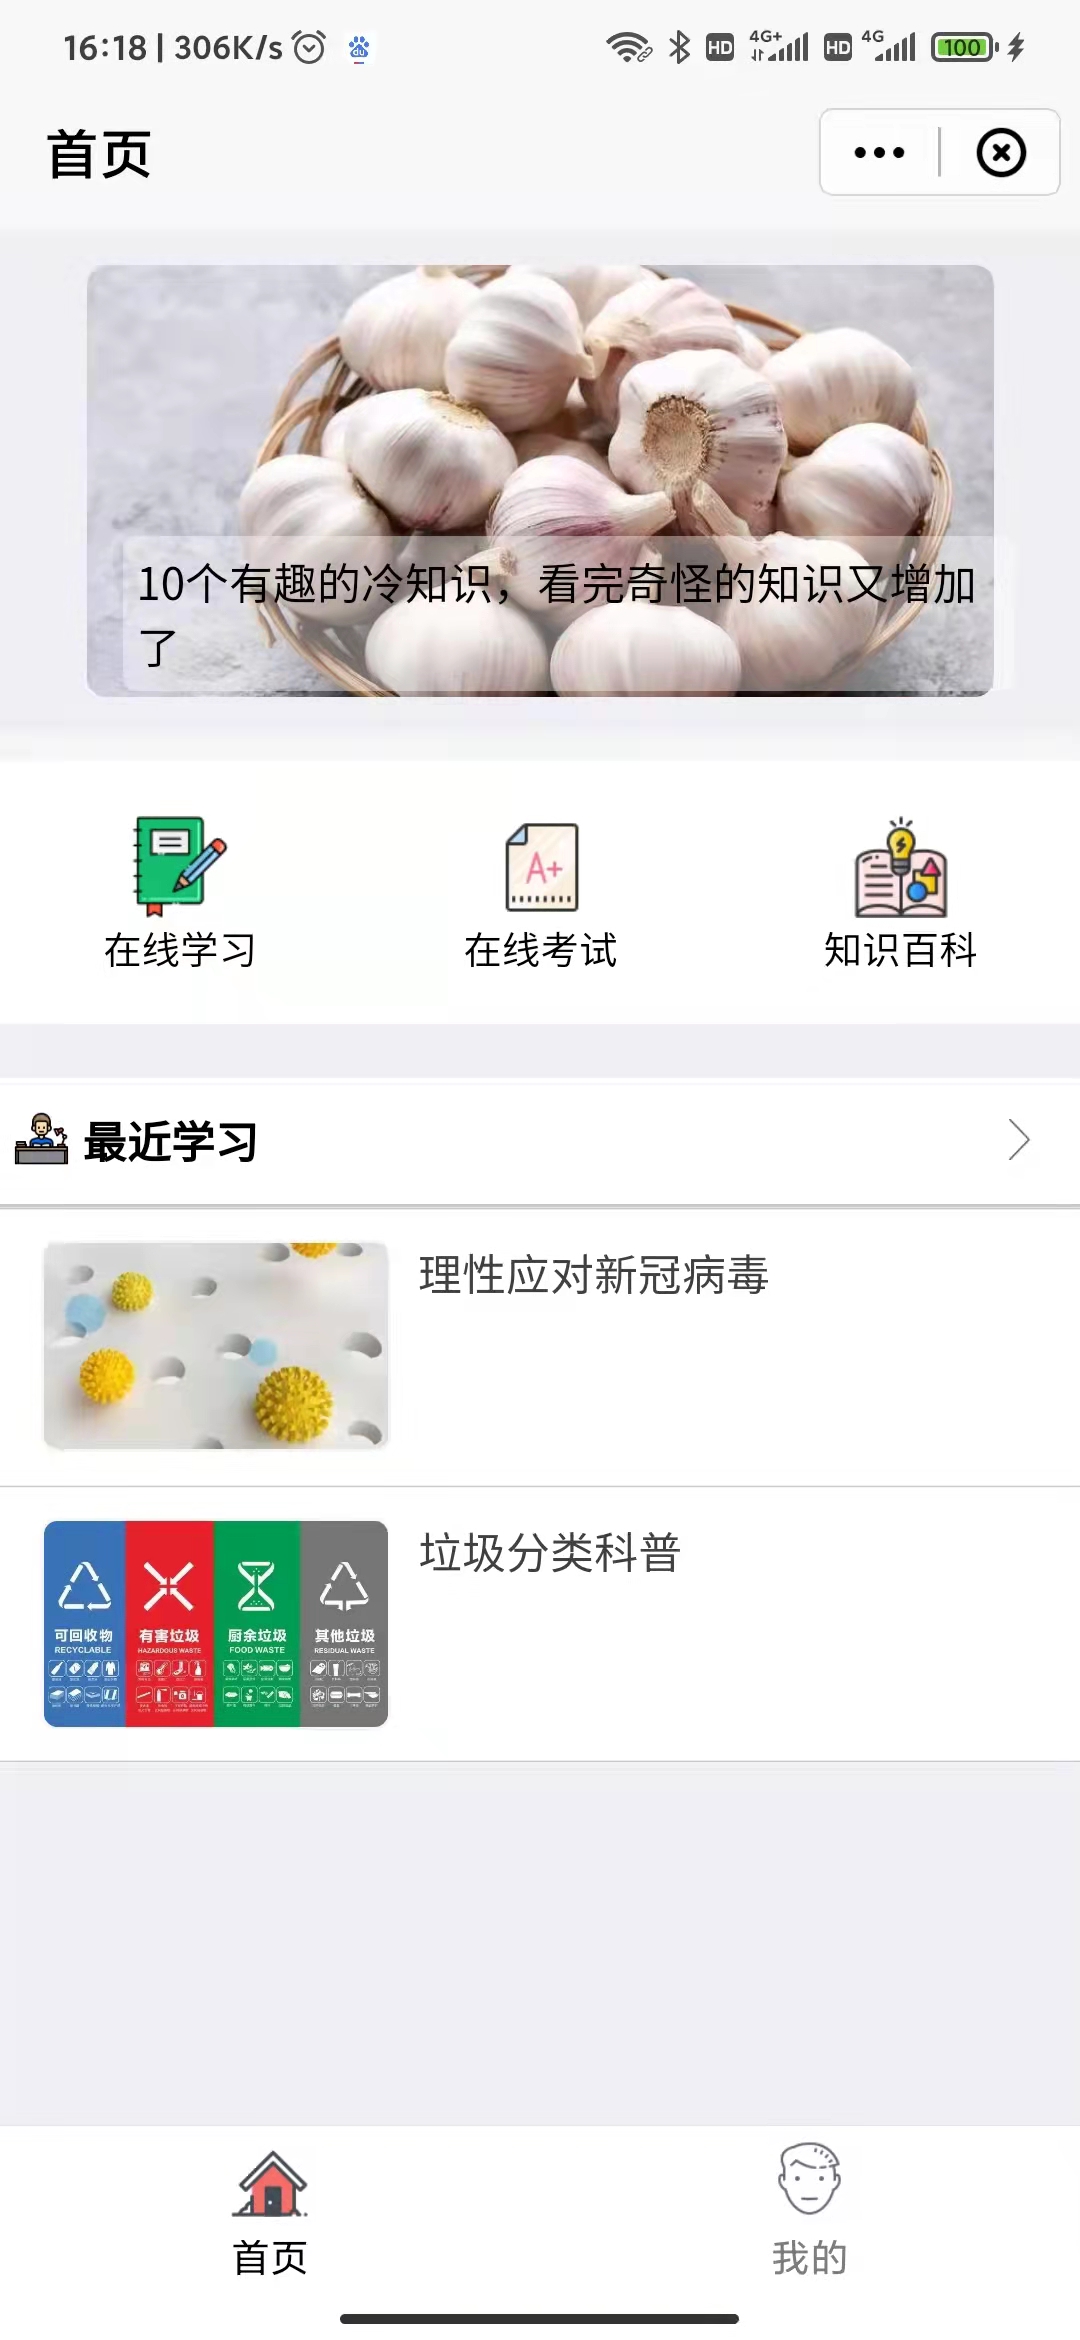 16:18 | 306K/s
HD 4G+ HD 4G 100
首页
10个有趣的冷知识，看完奇怪的知识又增加
了
A+
在线学习 在线考试 知识百科
最近学习
理性应对新冠病毒
垃圾分类科普
可回收物 有害垃圾 厨余垃圾 其他垃圾
RECYCLABLE HAZARDOUS WASTE FOOD WASTE RESIDUAL WASTE
首页 我的